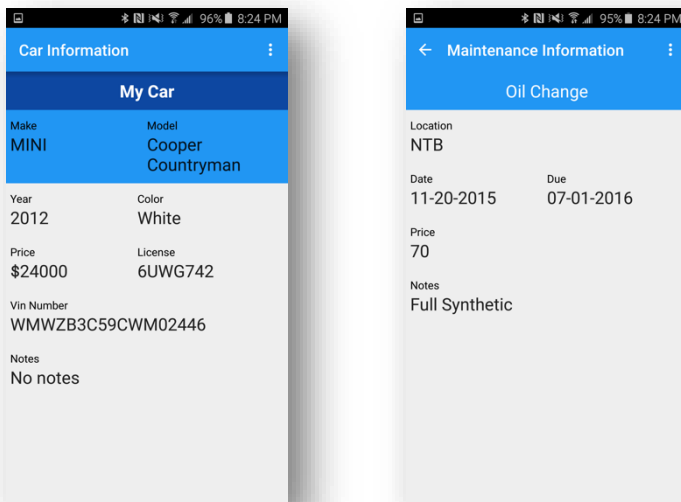 96% 8:24 PM
Car Information
My Car
Make Model
MINI Cooper
Countryman
Year Color
2012 White
Price License
$24000 6UWG742
Vin Number
WMWZB3C59CWM02446
Notes
No notes
95% 8:24 PM
Maintenance Information
Oil Change
Location
NTB
Date Due
11-20-2015 07-01-2016
Price
70
Notes
Full Synthetic